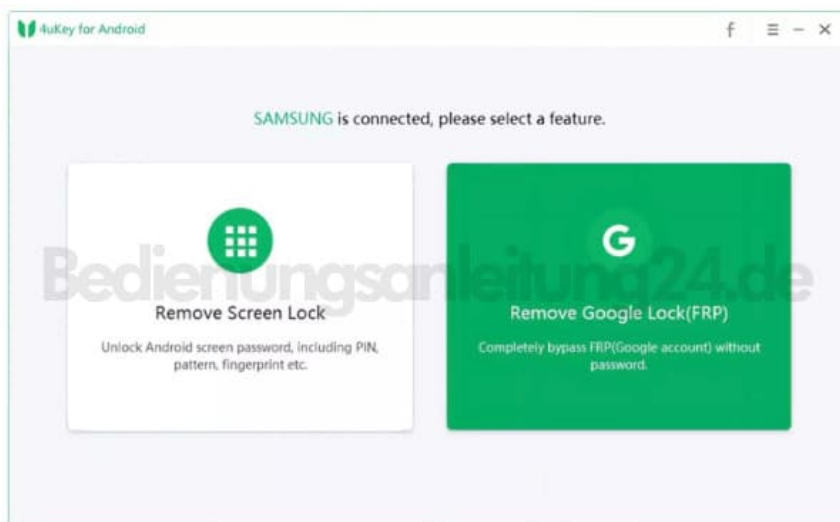 4uKey for Android
SAMSUNG is connected, please select a feature.
Remove Screen Lock
Unlock Android screen password, including PIN,
pattern, fingerprint etc.
Remove Google Lock(FRP)
Completely bypass FRP(Google account) without
password.
Bedienungsanleitung24.de